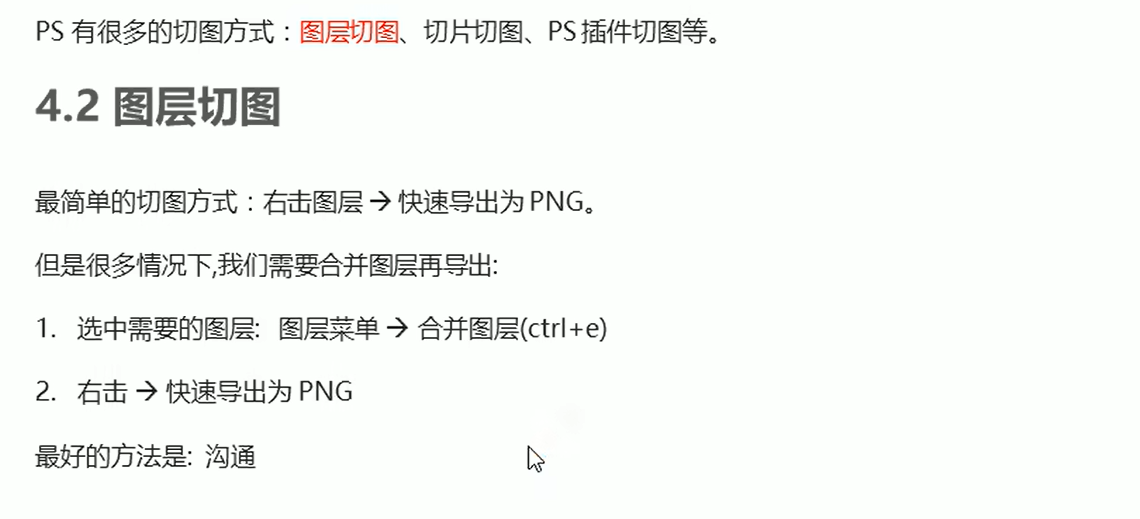 PS 有很多的切图方式：图层切图、切片切图、PS 插件切图等。
4.2 图层切图
最简单的切图方式：右击图层 → 快速导出为 PNG。
但是很多情况下,我们需要合并图层再导出:
1. 选中需要的图层: 图层菜单 → 合并图层(ctrl+e)
2. 右击 → 快速导出为 PNG
最好的方法是: 沟通